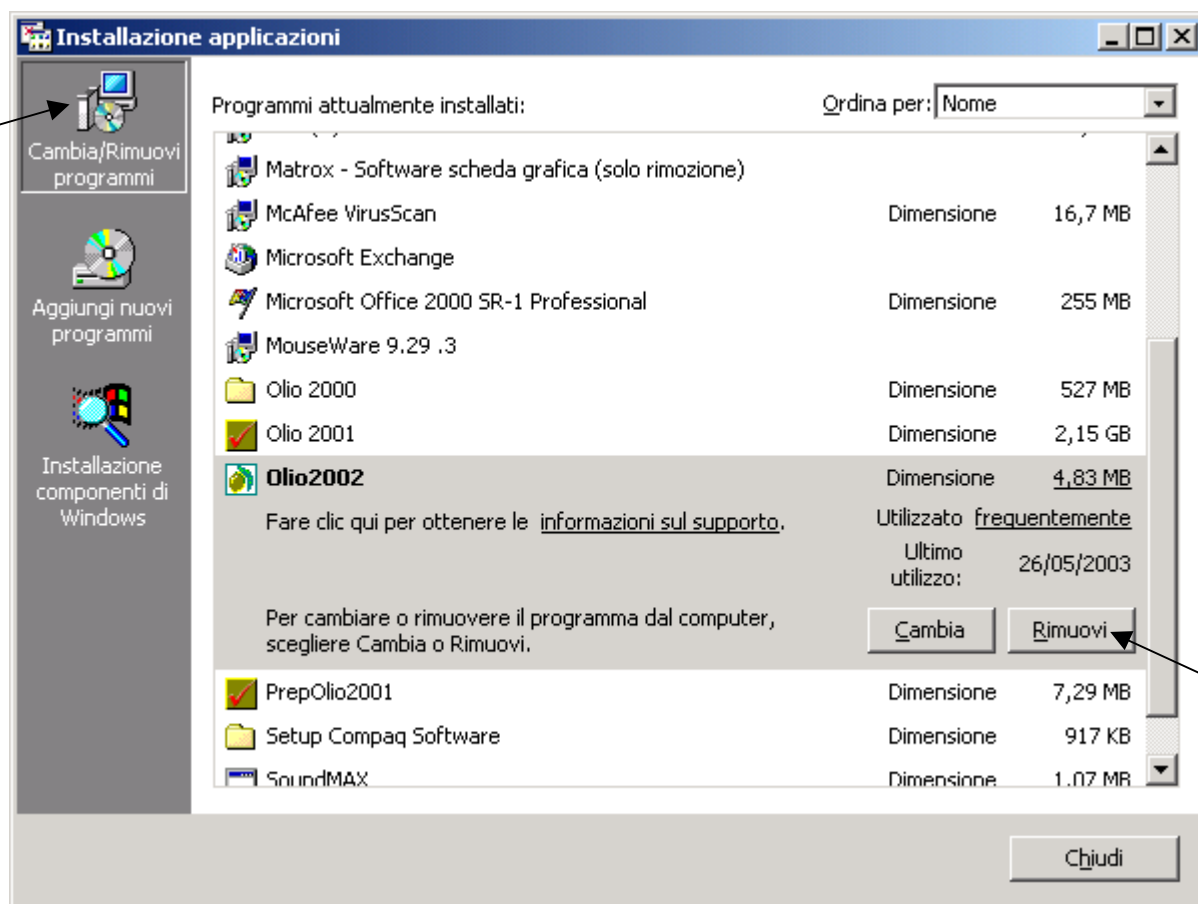 Installazione applicazioni
Cambia/Rimuovi
programmi
Aggiungi nuovi
programmi
Installazione
componenti di
Windows
Programmi attualmente installati:
Ordina per: Nome
Matrox - Software scheda grafica (solo rimozione)
McAfee VirusScan Dimensione 16,7 MB
Microsoft Exchange
Microsoft Office 2000 SR-1 Professional Dimensione 255 MB
MouseWare 9.29 .3
Olio 2000 Dimensione 527 MB
Olio 2001 Dimensione 2,15 GB
Olio2002 Dimensione 4,83 MB
Fare clic qui per ottenere le informazioni sul supporto. Utilizzato frequentemente
Ultimo
utilizzo: 26/05/2003
Per cambiare o rimuovere il programma dal computer,
scegliere Cambia o Rimuovi.
Cambia Rimuovi
PrepOlio2001 Dimensione 7,29 MB
Setup Compaq Software Dimensione 917 KB
SoundMAX Dimensione 1,07 MB
Chiudi